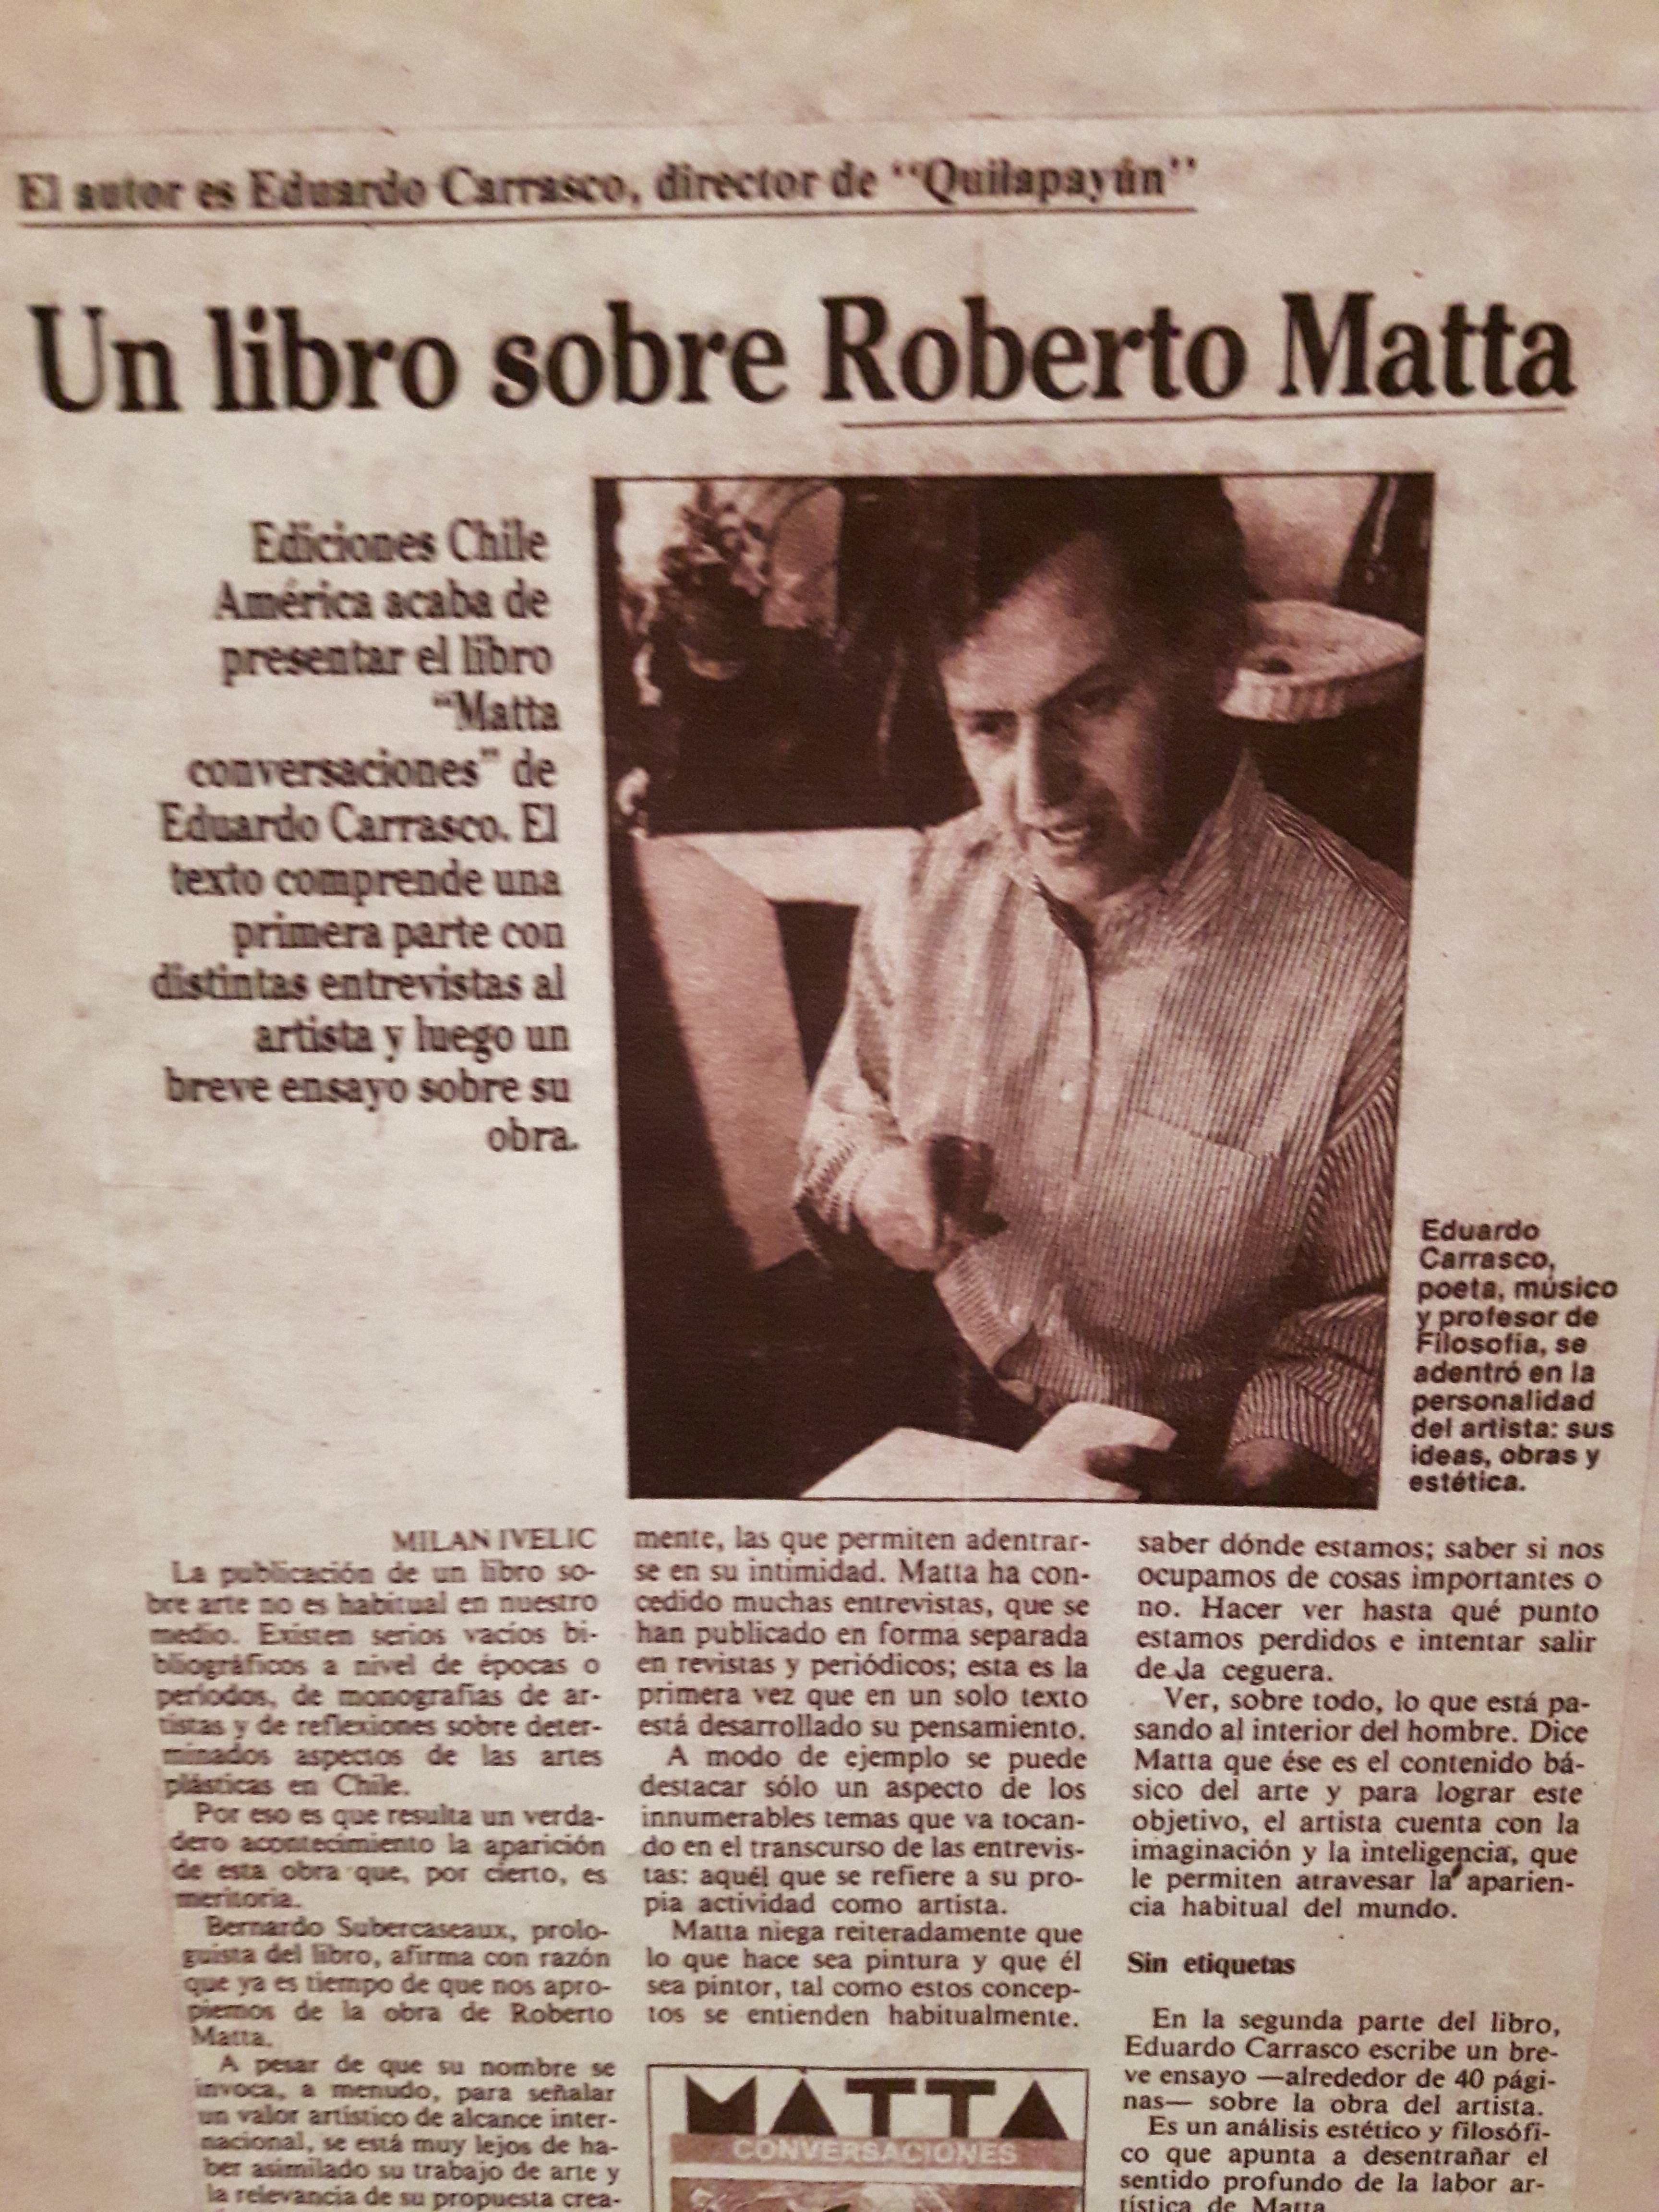 El autor es Eduardo Carrasco, director de "Quilapayún"
Un libro sobre Roberto Matta
Ediciones Chile
América acaba de
presentar el libro
"Matta
conversaciones" de
Eduardo Carrasco. El
texto comprende una
primera parte con
distintas entrevistas al
artista y luego un
breve ensayo sobre su
obra.
Eduardo
Carrasco,
poeta, músico
y profesor de
Filosofía, se
adentró en la
personalidad
del artista: sus
ideas, obras y
estética.
MILAN IVELIC
La publicación de un libro so-
bre arte no es habitual en nuestro
medio. Existen serios vacíos bi-
bliográficos a nivel de épocas o
períodos, de monografías de ar-
tistas y de reflexiones sobre deter-
minados aspectos de las artes
plásticas en Chile.
Por eso es que resulta un verda-
dero acontecimiento la aparición
de esta obra que, por cierto, es
meritoria.
Bernardo Subercaseaux, prolo-
guista del libro, afirma con razón
que ya es tiempo de que nos apro-
piemos de la obra de Roberto
Matta.
A pesar de que su nombre se
invoca, a menudo, para señalar
un valor artístico de alcance inter-
nacional, se está muy lejos de ha-
ber asimilado su trabajo de arte y
la relevancia de su propuesta crea-
mente, las que permiten adentrar-
se en su intimidad. Matta ha con-
cedido muchas entrevistas, que se
han publicado en forma separada
en revistas y periódicos; esta es la
primera vez que en un solo texto
está desarrollado su pensamiento.
A modo de ejemplo se puede
destacar sólo un aspecto de los
innumerables temas que va tocan-
do en el transcurso de las entrevis-
tas: aquél que se refiere a su pro-
pia actividad como artista.
Matta niega reiteradamente que
lo que hace sea pintura y que él
sea pintor, tal como estos concep-
tos se entienden habitualmente.
MATTA
CONVERSACIONES
saber dónde estamos; saber si nos
ocupamos de cosas importantes o
no. Hacer ver hasta qué punto
estamos perdidos e intentar salir
de la ceguera.
Ver, sobre todo, lo que está pa-
sando al interior del hombre. Dice
Matta que ése es el contenido bá-
sico del arte y para lograr este
objetivo, el artista cuenta con la
imaginación y la inteligencia, que
le permiten atravesar la aparien-
cia habitual del mundo.
Sin etiquetas
En la segunda parte del libro,
Eduardo Carrasco escribe un bre-
ve ensayo —alrededor de 40 pági-
nas— sobre la obra del artista.
Es un análisis estético y filosófi-
co que apunta a desentrañar el
sentido profundo de la labor ar-
tística de Matta.